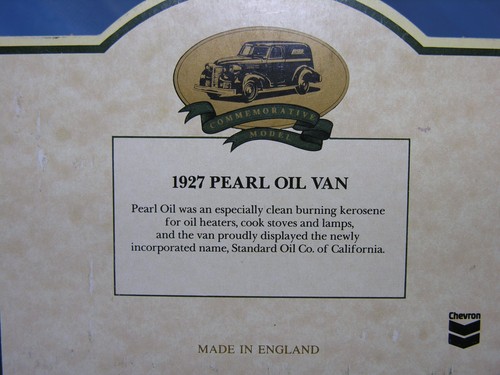 COMMEMORATIVE
MODEL
1927 PEARL OIL VAN
Pearl Oil was an especially clean burning kerosene
for oil heaters, cook stoves and lamps,
and the van proudly displayed the newly
incorporated name, Standard Oil Co. of California.
Chevron
MADE IN ENGLAND